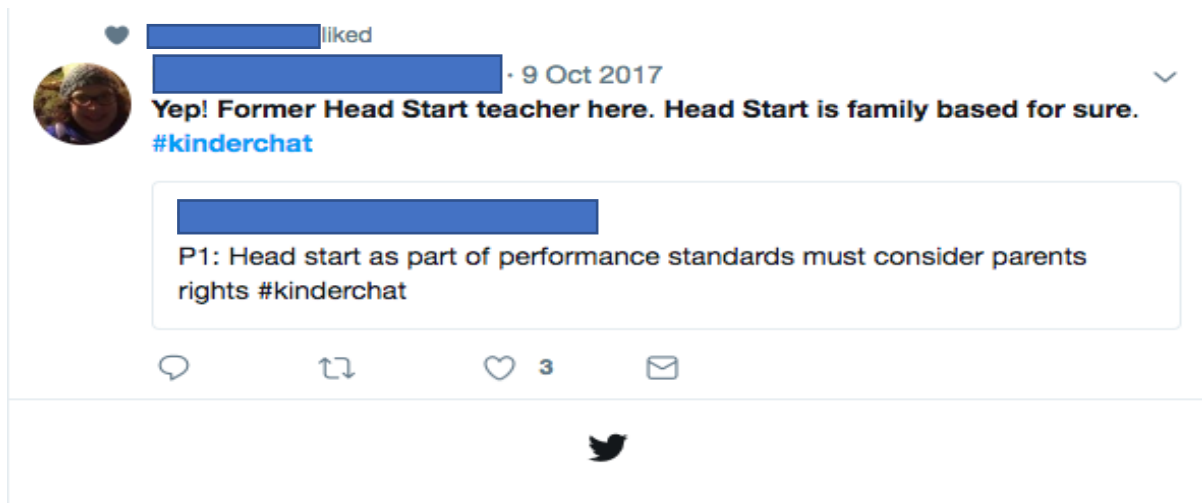 liked
· 9 Oct 2017
Yep! Former Head Start teacher here. Head Start is family based for sure.
#kinderchat
P1: Head start as part of performance standards must consider parents
rights #kinderchat
3